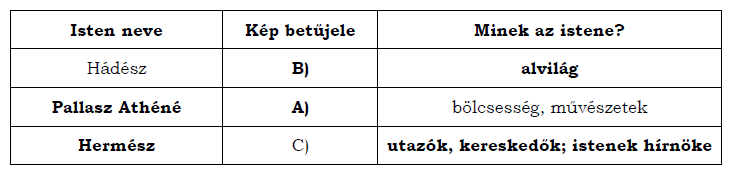 Isten neve Kép betűjele Minek az istene?
Hádész B) alvilág
Pallasz Athéné A) bölcsesség, művészetek
Hermész C) utazók, kereskedők; istenek hírnöke